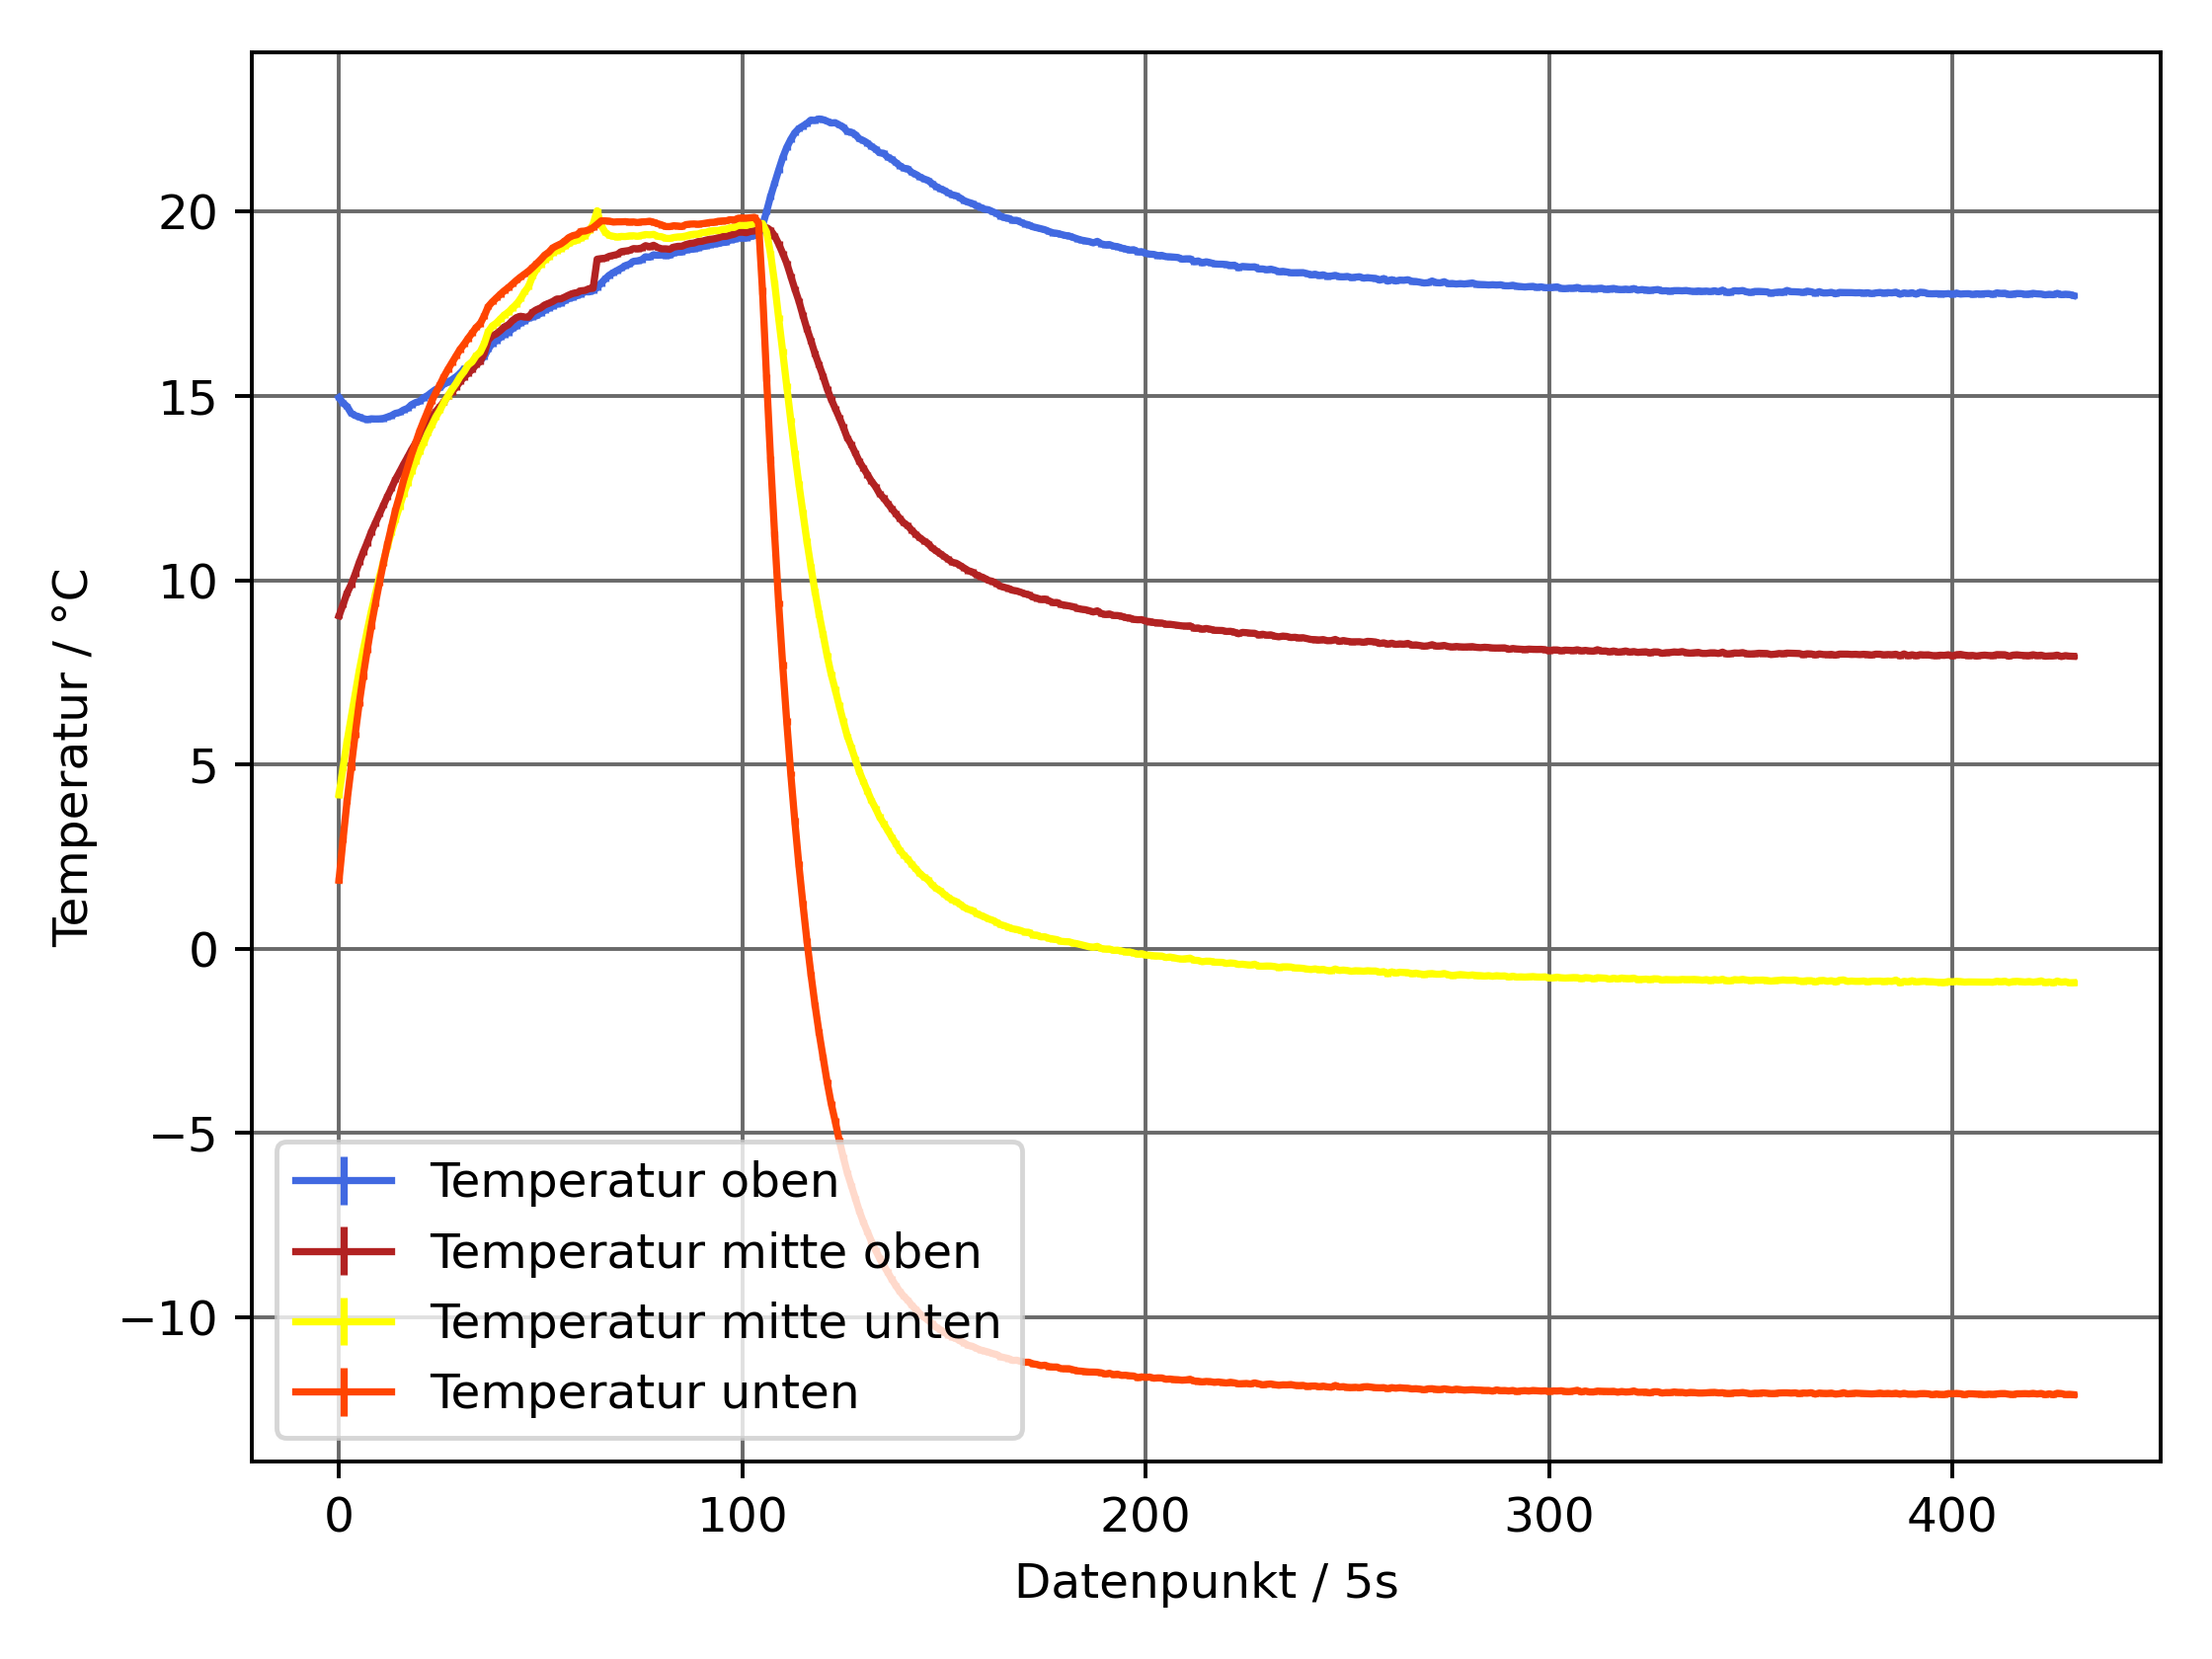 Temperatur / °C
20
15
10
5
0
−5
−10
Temperatur oben
Temperatur mitte oben
Temperatur mitte unten
Temperatur unten
0 100 200 300 400
Datenpunkt / 5s